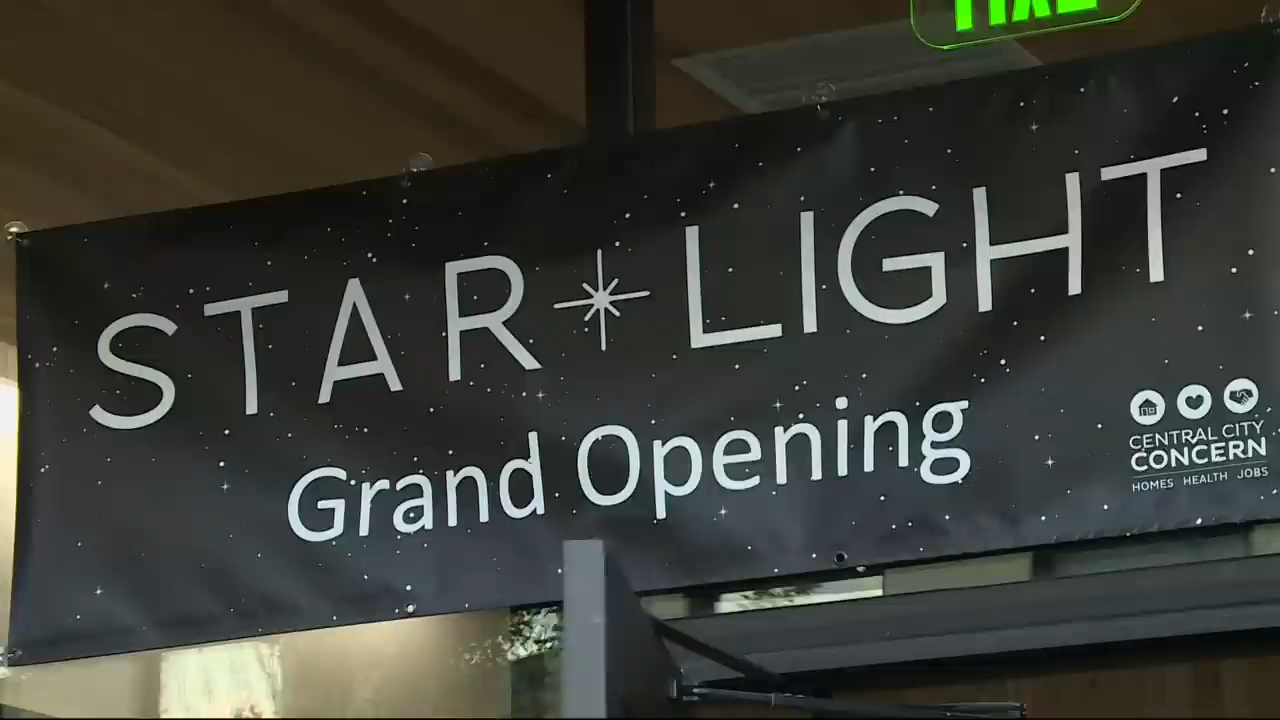 STAR LIGHT
Grand Opening
CENTRAL CITY
CONCERN
HOMES HEALTH JOBS